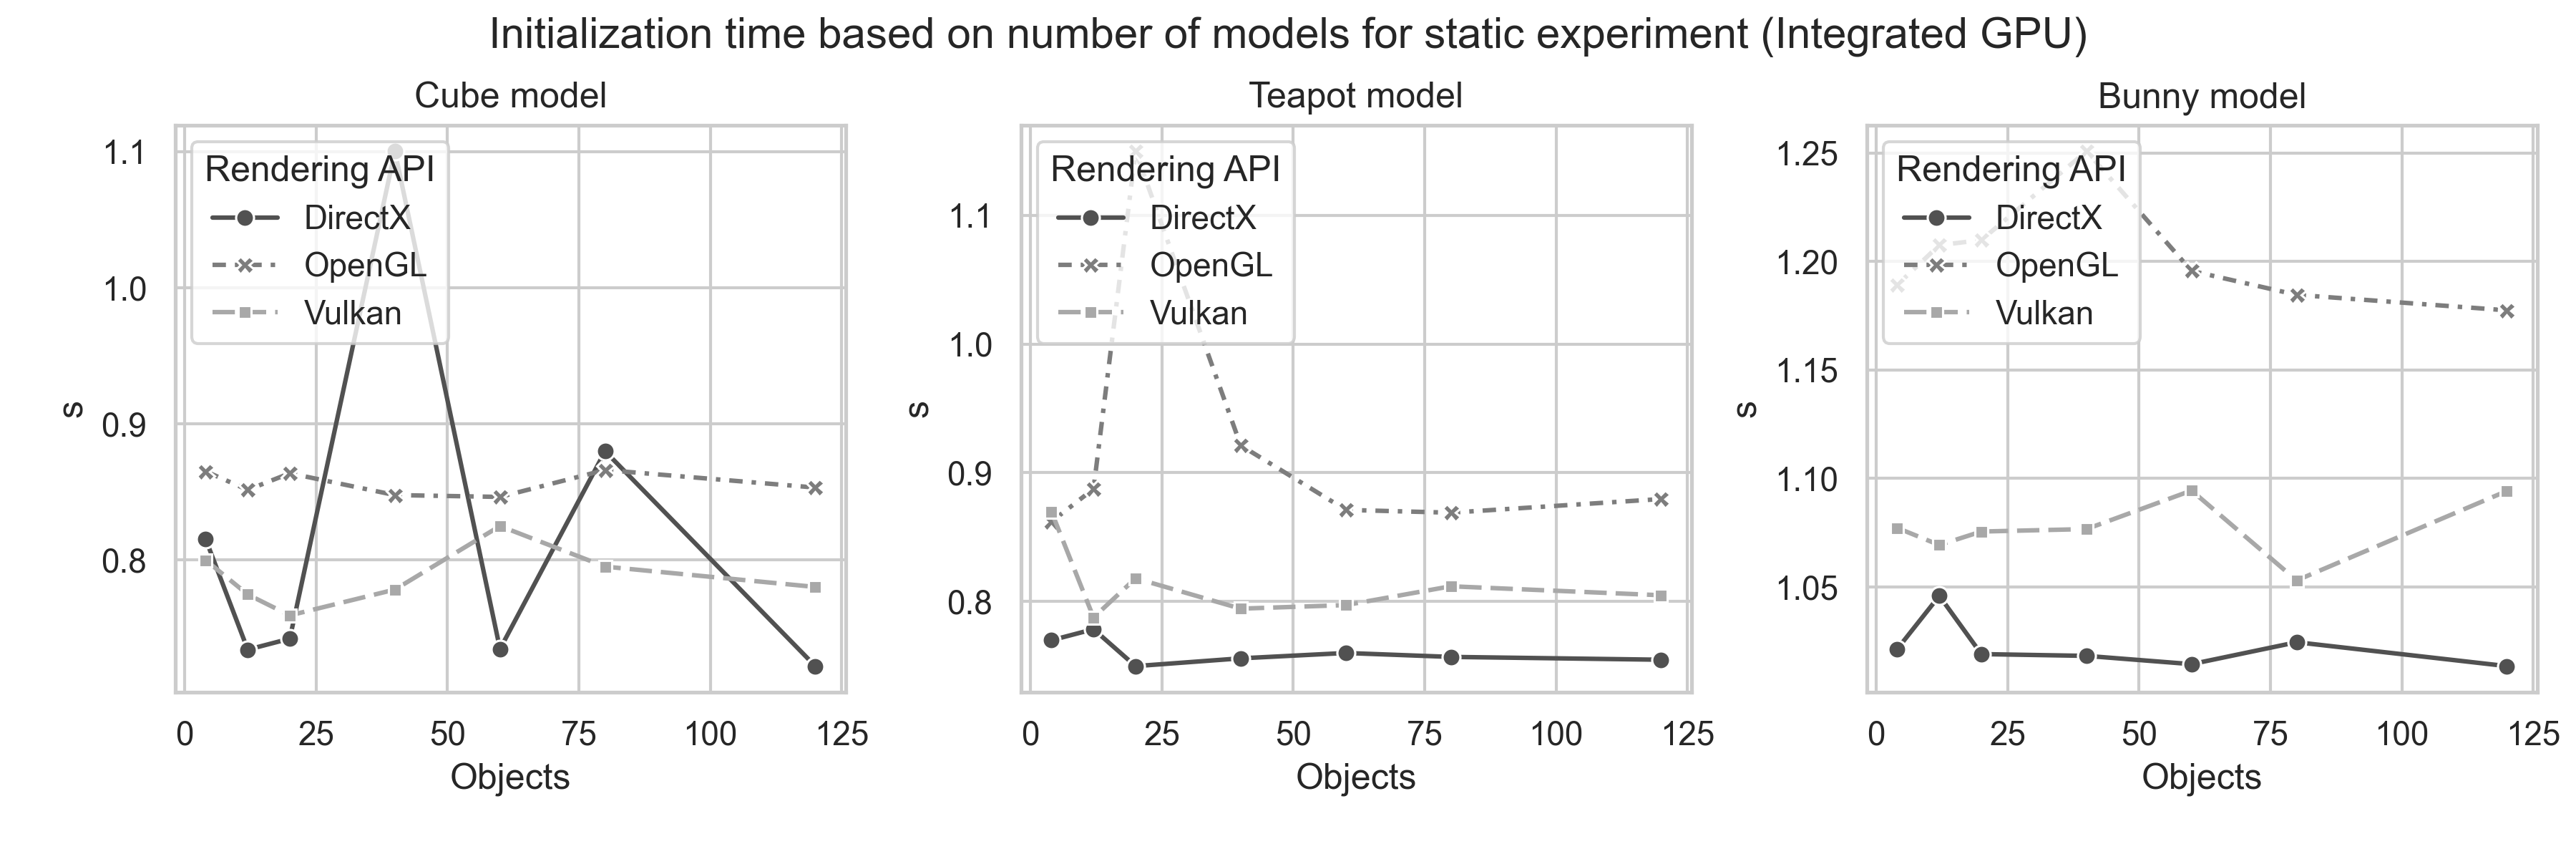 Initialization time based on number of models for static experiment (Integrated GPU)
Cube model
1.1
1.0
0.9
0.8
s
Rendering API
DirectX
OpenGL
Vulkan
0 25 50 75 100 125
Objects
Teapot model
1.1
1.0
0.9
0.8
s
Rendering API
DirectX
OpenGL
Vulkan
0 25 50 75 100 125
Objects
Bunny model
1.25
1.20
1.15
1.10
1.05
s
Rendering API
DirectX
OpenGL
Vulkan
0 25 50 75 100 125
Objects